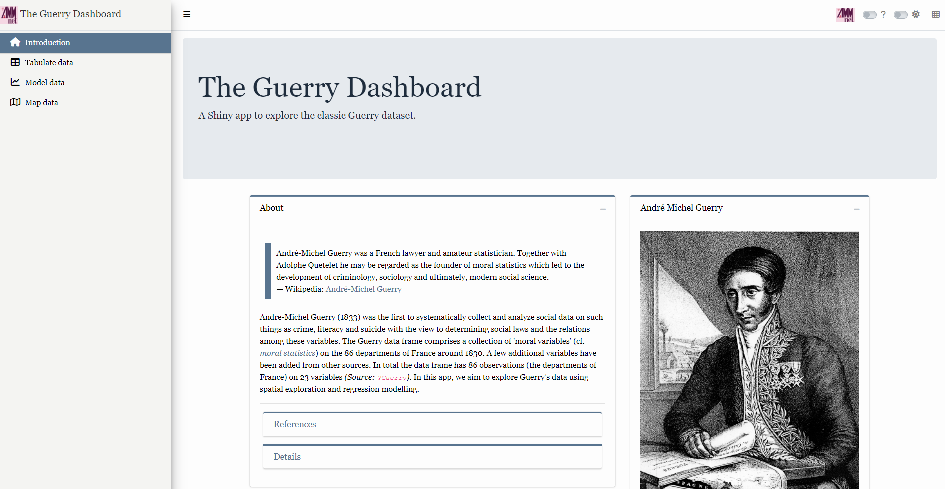 The Guerry Dashboard
Introduction
Tabulate data
Model data
Map data
?
The Guerry Dashboard
A Shiny app to explore the classic Guerry dataset.
About
André-Michel Guerry was a French lawyer and amateur statistician. Together with
Adolphe Quetelet he may be regarded as the founder of moral statistics which led to the
development of criminology, sociology and ultimately, modern social science.
— Wikipedia: André-Michel Guerry
André-Michel Guerry (1833) was the first to systematically collect and analyze social data on such
things as crime, literacy and suicide with the view to determining social laws and the relations
among these variables. The Guerry data frame comprises a collection of 'moral variables' (cf.
moral statistics) on the 86 departments of France around 1830. A few additional variables have
been added from other sources. In total the data frame has 86 observations (the departments of
France) on 23 variables (Source: ). In this app, we aim to explore Guerry's data using
spatial exploration and regression modelling.
References
Details
André Michel Guerry